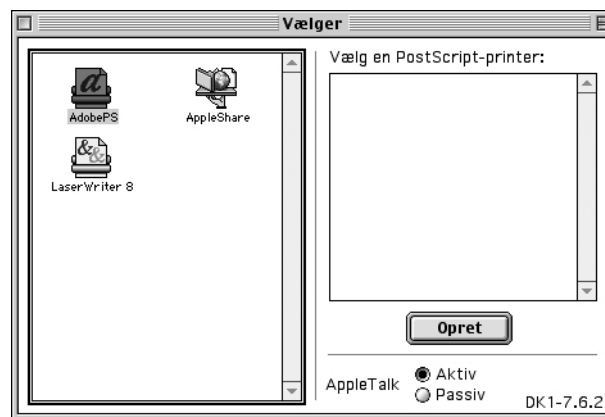 Vælger
AdobePS
AppleShare
LaserWriter 8
Vælg en PostScript-printer:
Opret
AppleTalk
Aktiv
Passiv
DK1-7.6.2